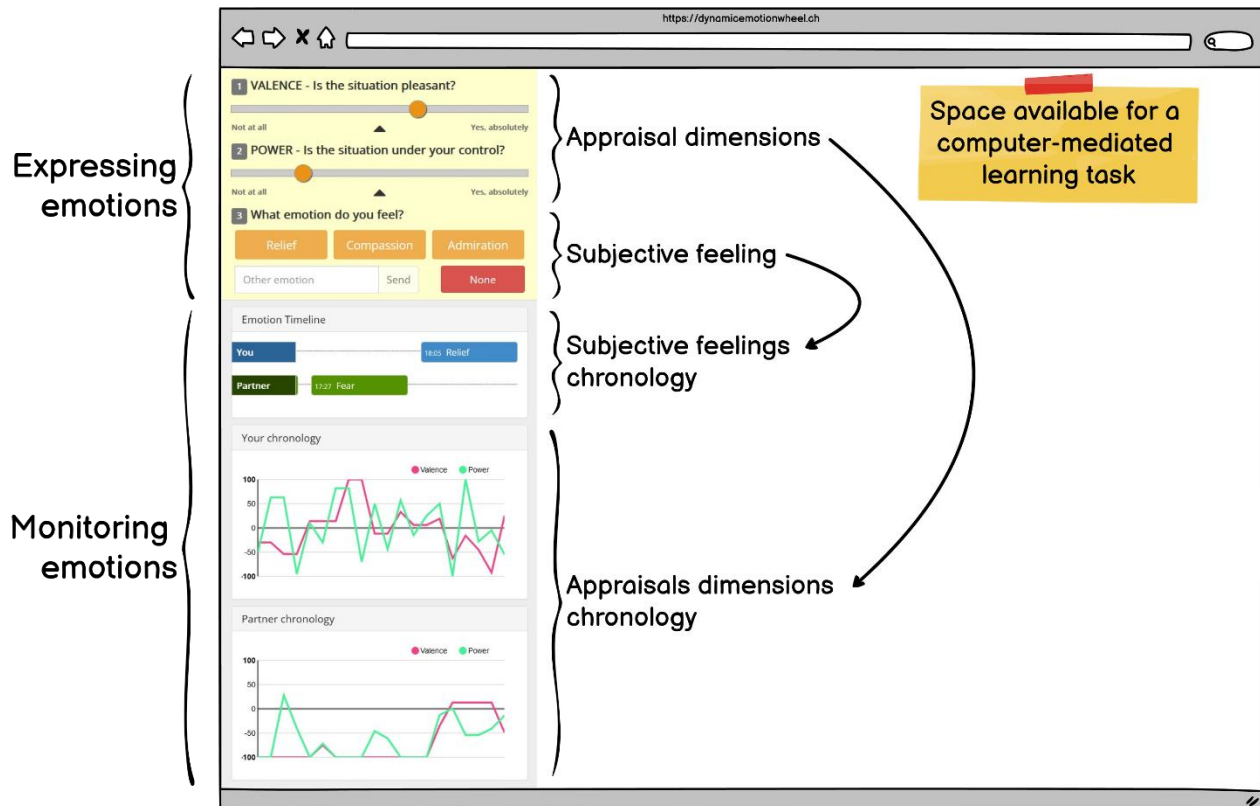 https://dynamicemotionwheel.ch
Expressing
emotions
1 VALENCE - Is the situation pleasant?
Not at all
Yes, absolutely
2 POWER - Is the situation under your control?
Not at all
Yes, absolutely
3 What emotion do you feel?
Relief Compassion Admiration
Other emotion Send None
Appraisal dimensions
Subjective feeling
Space available for a
computer-mediated
learning task
Monitoring
emotions
Emotion Timeline
You 18:05 Relief
Partner 17:27 Fear
Subjective feelings
chronology
Your chronology
Valence Power
100
50
0
-50
-100
Partner chronology
Valence Power
100
50
0
-50
-100
Appraisals dimensions
chronology